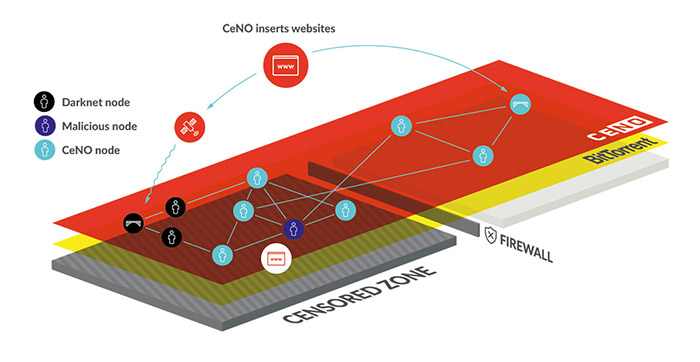 CeNO inserts websites
www
Darknet node
Malicious node
CeNO node
CENO
BitTorrent
FIREWALL
www
CENSORED ZONE